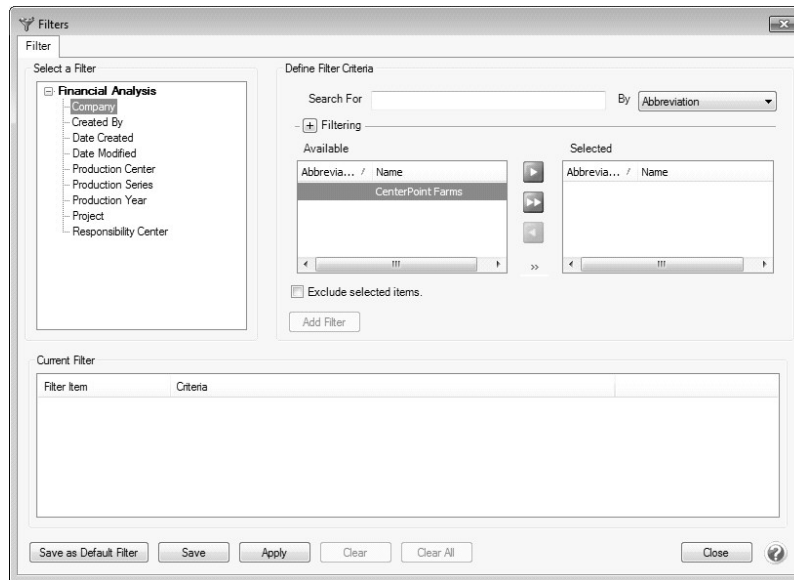 Filters
Filter
Select a Filter
Financial Analysis
Company
Created By
Date Created
Date Modified
Production Center
Production Series
Production Year
Project
Responsibility Center
Define Filter Criteria
Search For By Abbreviation
Filtering
Available Selected
Abbrevia... / Name Abbrevia... / Name
CenterPoint Farms
Exclude selected items.
Add Filter
Current Filter
Filter Item Criteria
Save as Default Filter Save Apply Clear Clear All Close ?